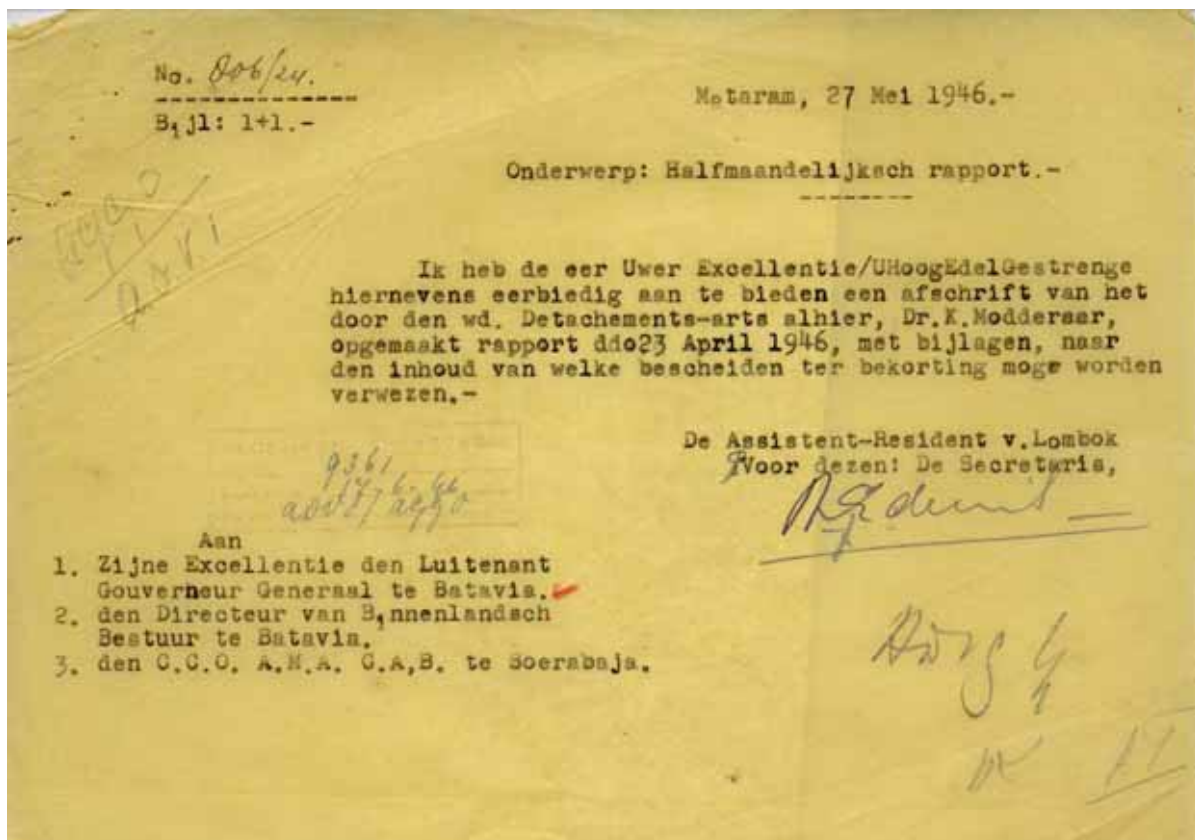 No. 806/24.
Bijl: 1+1.-
Mataram, 27 Mei 1946.-
Onderwerp: Halfmaandelijksch rapport.-
Ik heb de eer Uwer Excellentie/UHoogEdelGestrenge
hiernevens eerbiedig aan te bieden een afschrift van het
door den wd. Detachements-arts alhier, Dr.K.Modderaar,
opgemaakt rapport ddo23 April 1946, met bijlagen, naar
den inhoud van welke bescheiden ter bekorting moge worden
verwezen.-
De Assistent-Resident v.Lombok
Voor dezen: De Secretaris,
9361
Aan
1. Zijne Excellentie den Luitenant
Gouverneur Generaal te Batavia.
2. den Directeur van Binnenlandsch
Bestuur te Batavia.
3. den C.C.O. A.M.A. C.A,B. te Soerabaja.